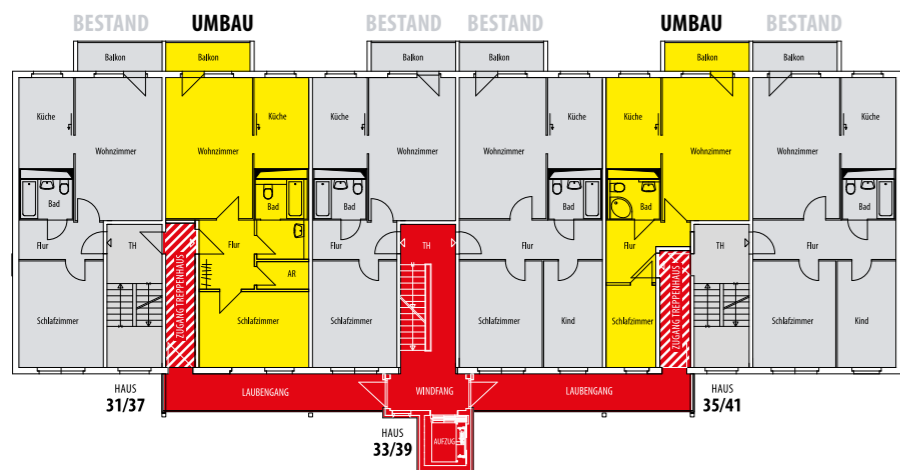 BESTAND UMBAU BESTAND BESTAND UMBAU BESTAND
Balkon Balkon Balkon Balkon Balkon Balkon
Küche Küche Küche Küche Küche Küche
Wohnzimmer Wohnzimmer Wohnzimmer Wohnzimmer Wohnzimmer Wohnzimmer
Bad Bad Bad Bad Bad Bad
Flur TH Flur Flur TH Flur Flur TH Flur
AR
ZUGANG TREPPENHAUS ZUGANG TREPPENHAUS
Schlafzimmer Schlafzimmer Schlafzimmer Schlafzimmer Kind Schlafzimmer Schlafzimmer Kind
LAUBENGANG WINDFANG LAUBENGANG
HAUS
31/37
HAUS
35/41
HAUS
33/39
AUFZUG